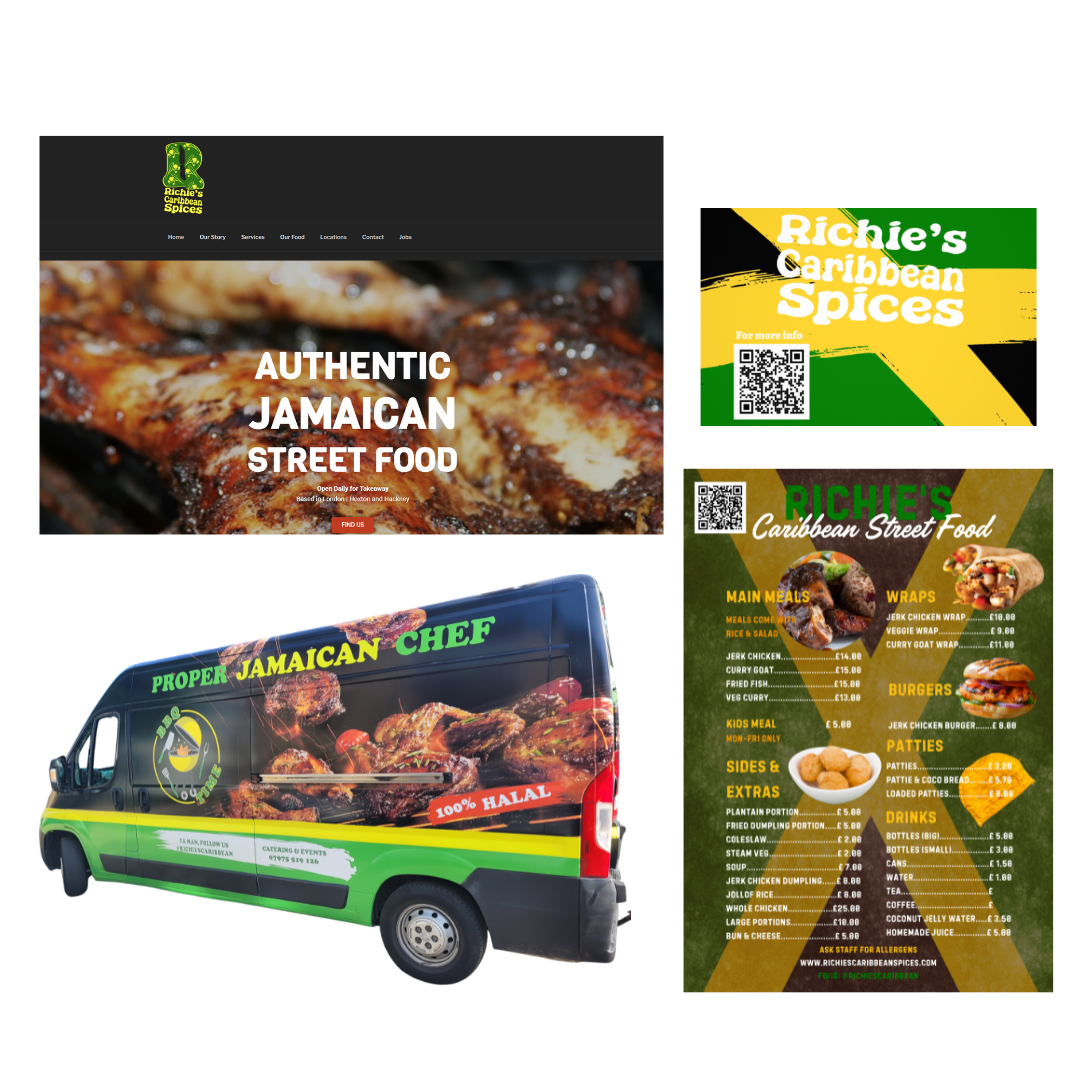 Richie's
Caribbean
Spices
Home Our Story Services Our Food Locations Contact Jobs
AUTHENTIC
JAMAICAN
STREET FOOD
Open Daily for Takeaway
Based in London | Hoxton and Hackney
FIND US
Richie's
Caribbean
Spices
For more info
PROPER JAMAICAN CHEF
BBQ
YOU
TIME
100% HALAL
YA MAN, FOLLOW US
@RICHIESCARIBBEAN
CATERING & EVENTS
07975 519 126
RICHIE'S
Caribbean Street Food
MAIN MEALS
MEALS COME WITH
RICE & SALAD
JERK CHICKEN..................£14.00
CURRY GOAT....................£15.00
FRIED FISH......................£15.00
VEG CURRY.....................£13.00
KIDS MEAL £ 5.00
MON-FRI ONLY
SIDES &
EXTRAS
PLANTAIN PORTION.............£ 5.00
FRIED DUMPLING PORTION....£ 5.00
COLESLAW........................£ 2.00
STEAM VEG.......................£ 2.00
SOUP...............................£ 7.00
JERK CHICKEN DUMPLING.....£ 8.00
JOLLOF RICE.....................£ 8.00
WHOLE CHICKEN................£25.00
LARGE PORTIONS...............£10.00
BUN & CHEESE..................£ 5.00
WRAPS
JERK CHICKEN WRAP........£10.00
VEGGIE WRAP.................£ 9.00
CURRY GOAT WRAP..........£11.00
BURGERS
JERK CHICKEN BURGER......£ 8.00
PATTIES
PATTIES..........................£ 3.20
PATTIE & COCO BREAD......£ 5.70
LOADED PATTIES..............£ 8.00
DRINKS
BOTTLES (BIG)..................£ 5.00
BOTTLES (SMALL)..............£ 3.00
CANS..............................£ 1.50
WATER............................£ 1.00
TEA................................£
COFFEE...........................£
COCONUT JELLY WATER.....£ 3.50
HOMEMADE JUICE.............£ 5.00
ASK STAFF FOR ALLERGENS
WWW.RICHIESCARIBBEANSPICES.COM
FB/IG: @RICHIESCARIBBEAN